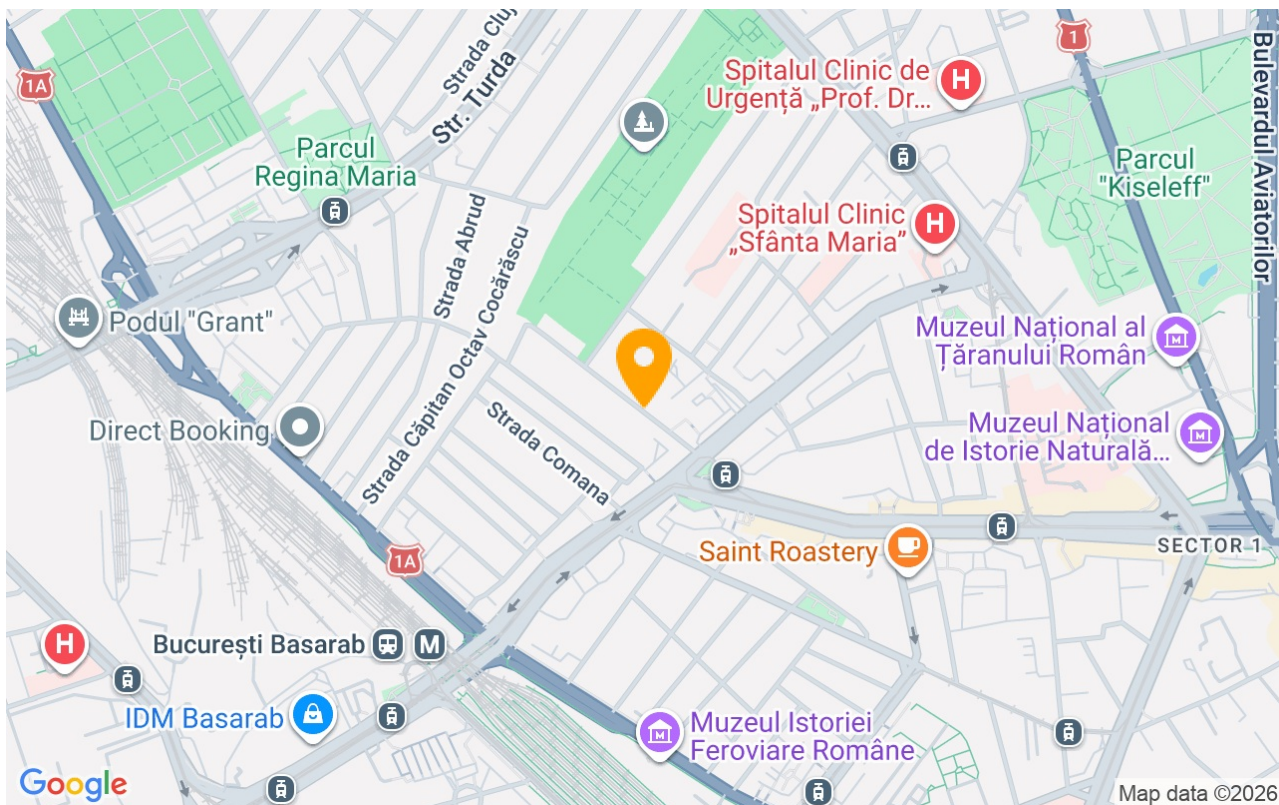 1A
Strada Cluj
Str. Turda
1
Bulevardul Aviatorilor
Spitalul Clinic de
Urgență „Prof. Dr...
H
Parcul
Regina Maria
Parcul
"Kiseleff"
Spitalul Clinic
„Sfânta Maria”
H
Strada Abrud
Strada Căpitan Octav Cocărăscu
Podul "Grant"
Muzeul Național al
Țăranului Român
M
Direct Booking
Strada Comana
Muzeul Național
de Istorie Naturală...
M
1A
Saint Roastery
SECTOR 1
H
București Basarab
M
IDM Basarab
Muzeul Istoriei
Feroviare Române
M
Google
Map data ©2026